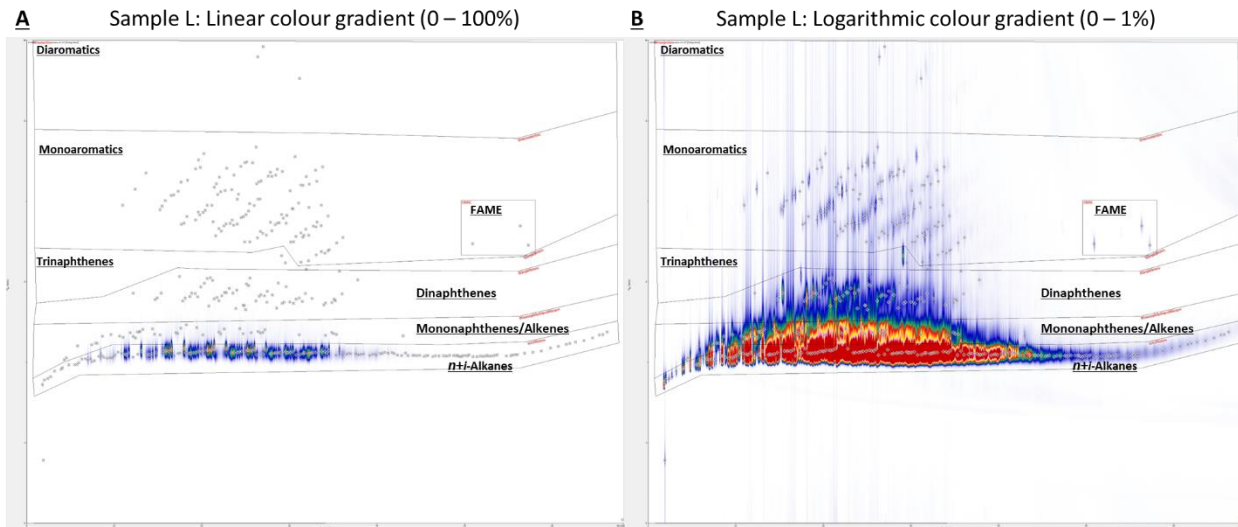 A Sample L: Linear colour gradient (0 – 100%)
Diaromatics
Monoaromatics
FAME
Trinaphthenes
Dinaphthenes
Mononaphthenes/Alkenes
n+i-Alkanes
B Sample L: Logarithmic colour gradient (0 – 1%)
Diaromatics
Monoaromatics
FAME
Trinaphthenes
Dinaphthenes
Mononaphthenes/Alkenes
n+i-Alkanes